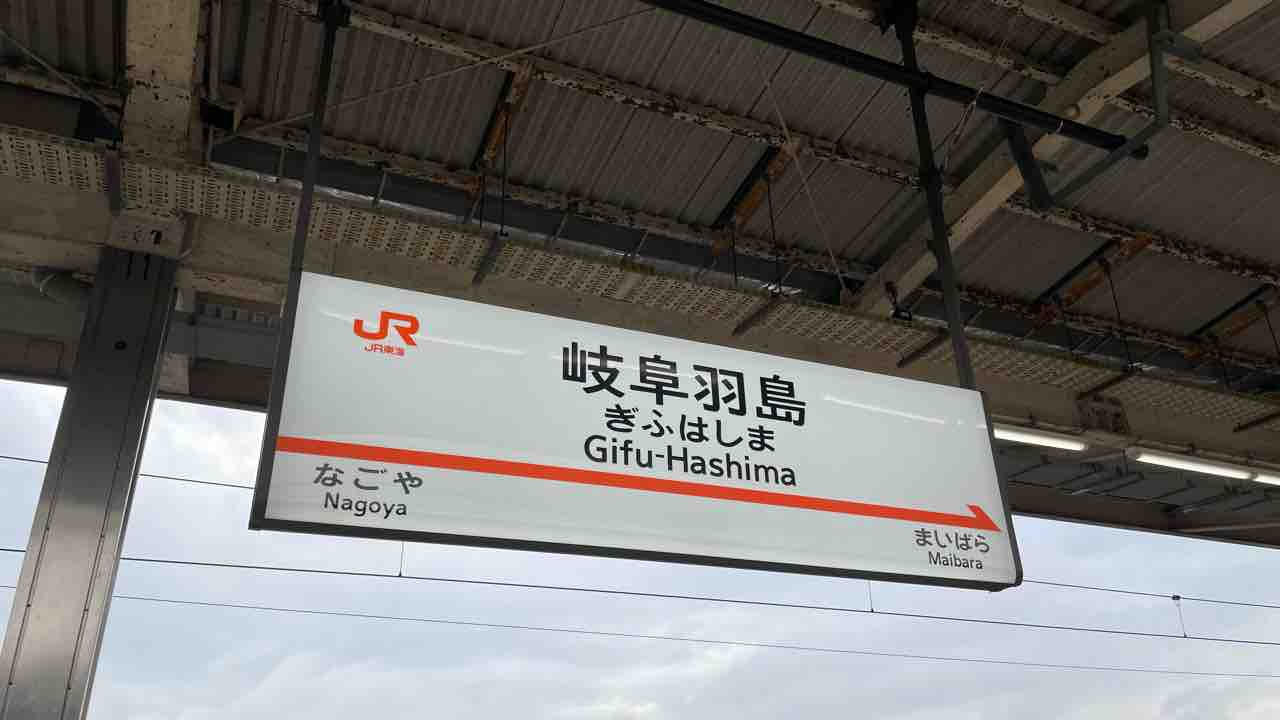 JR
JR東海
岐阜羽島
ぎふはしま
Gifu-Hashima
なごや
Nagoya
まいばら
Maibara